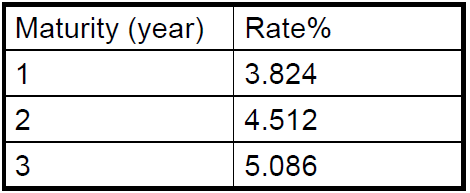 Maturity (year) Rate%
1 3.824
2 4.512
3 5.086